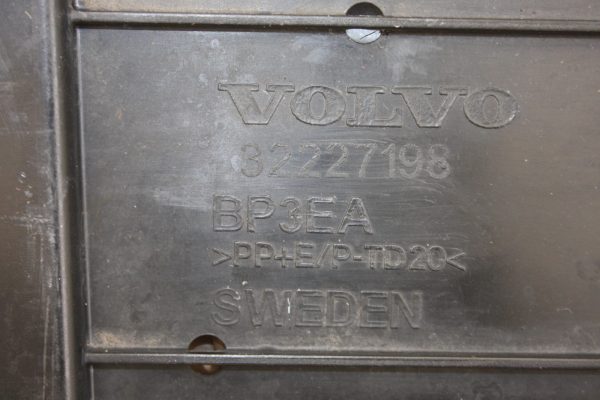 VOLVO
32227198
BP3EA
>PP+E/P-TD20<
SWEDEN